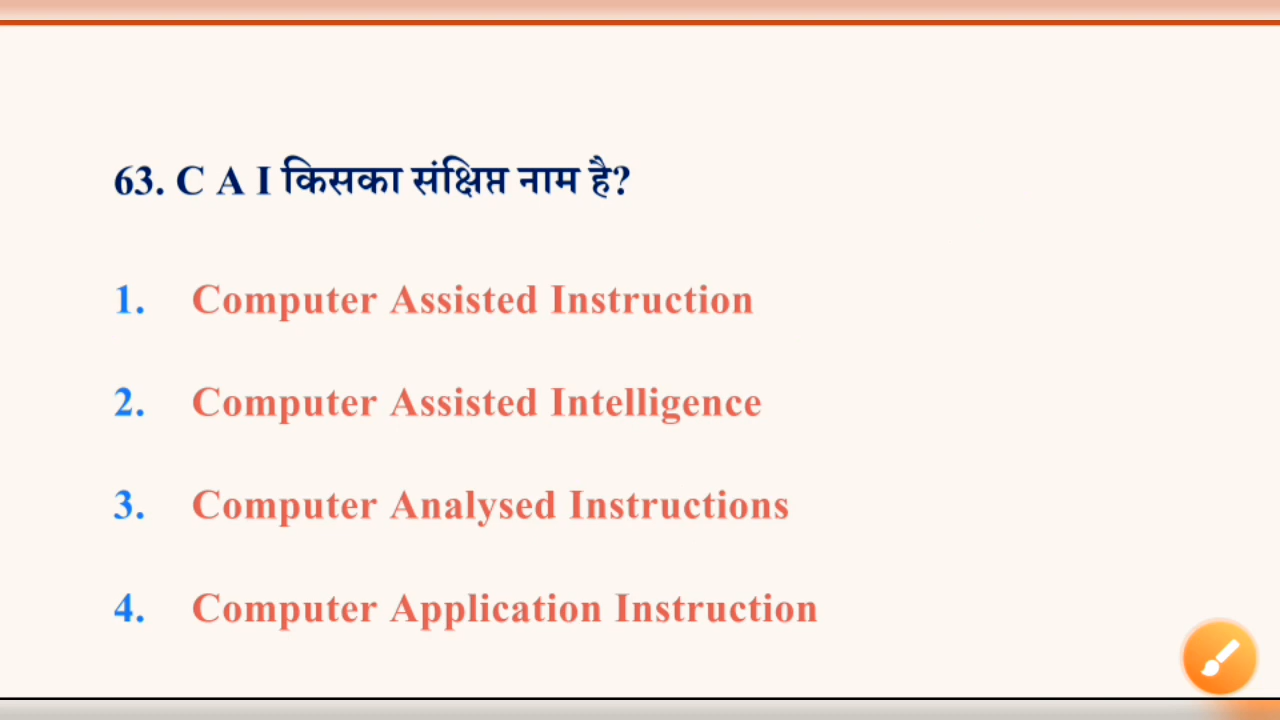 63. C A I किसका संक्षिप्त नाम है?
1. Computer Assisted Instruction
2. Computer Assisted Intelligence
3. Computer Analysed Instructions
4. Computer Application Instruction